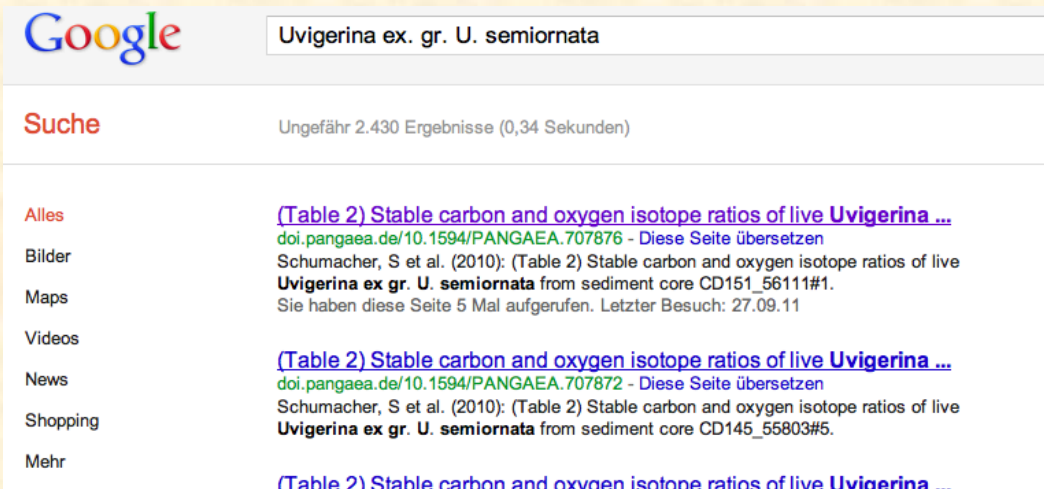 Google
Uvigerina ex. gr. U. semiornata
Suche
Ungefähr 2.430 Ergebnisse (0,34 Sekunden)
Alles
Bilder
Maps
Videos
News
Shopping
Mehr
(Table 2) Stable carbon and oxygen isotope ratios of live Uvigerina ...
doi.pangaea.de/10.1594/PANGAEA.707876 - Diese Seite übersetzen
Schumacher, S et al. (2010): (Table 2) Stable carbon and oxygen isotope ratios of live
Uvigerina ex gr. U. semiornata from sediment core CD151_56111#1.
Sie haben diese Seite 5 Mal aufgerufen. Letzter Besuch: 27.09.11
(Table 2) Stable carbon and oxygen isotope ratios of live Uvigerina ...
doi.pangaea.de/10.1594/PANGAEA.707872 - Diese Seite übersetzen
Schumacher, S et al. (2010): (Table 2) Stable carbon and oxygen isotope ratios of live
Uvigerina ex gr. U. semiornata from sediment core CD145_55803#5.
(Table 2) Stable carbon and oxygen isotope ratios of live Uvigerina ...